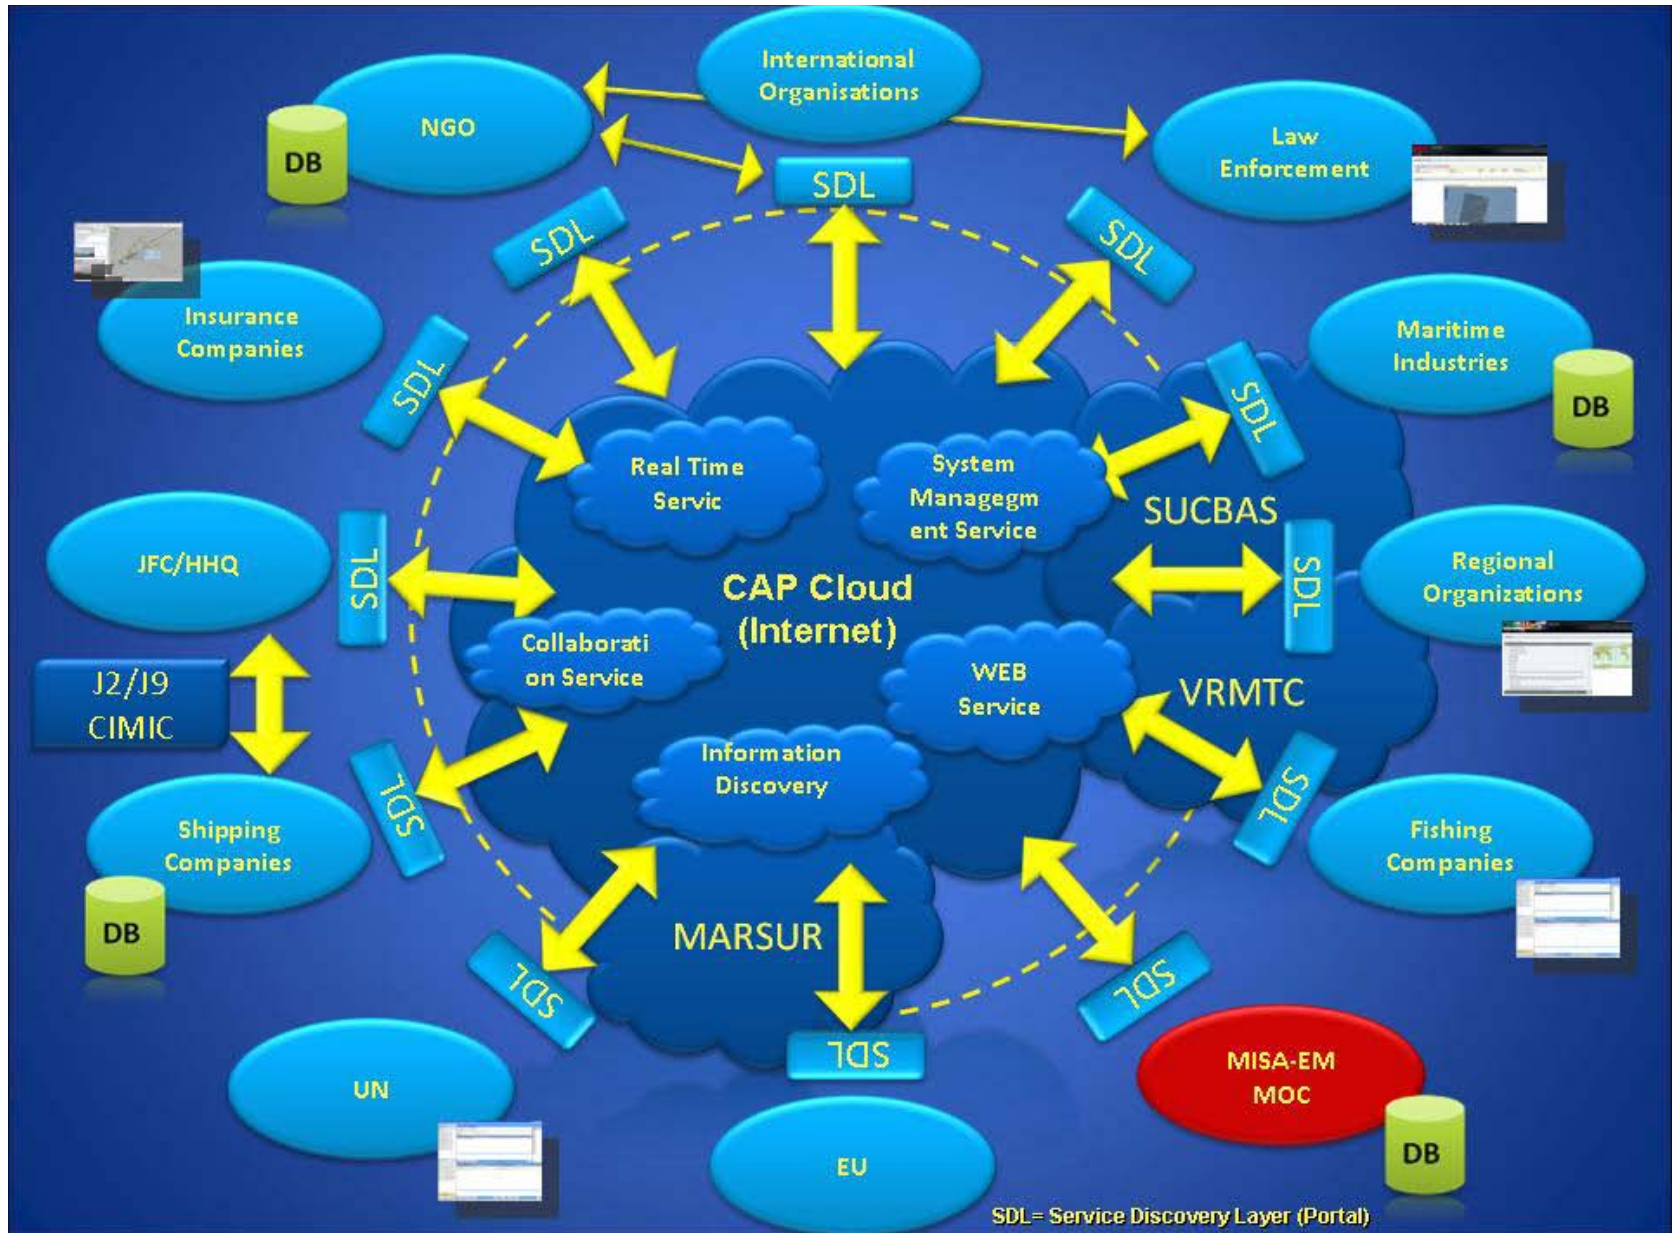 International
Organisations
NGO
DB
Law
Enforcement
SDL
SDL
SDL
Insurance
Companies
Maritime
Industries
DB
SDL
SDL
Real Time
Servic
System
Managegm
ent Service
SUCBAS
JFC/HHQ
SDL
CAP Cloud
(Internet)
SDL
Regional
Organizations
Collaborati
on Service
WEB
Service
VRMTC
J2/J9
CIMIC
Information
Discovery
SDL
SDL
Shipping
Companies
DB
Fishing
Companies
MARSUR
SDL
SDL
SDL
UN
EU
MISA-EM
MOC
DB
SDL= Service Discovery Layer (Portal)